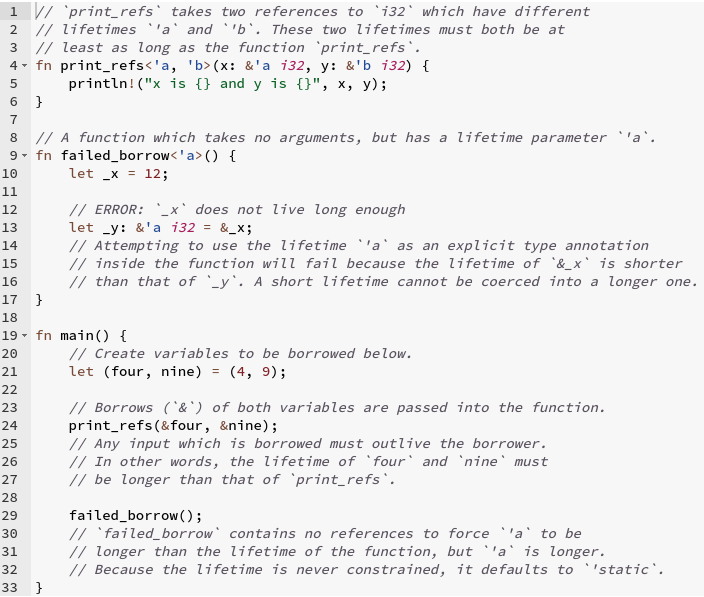 1 // `print_refs` takes two references to `i32` which have different
2 // lifetimes `'a` and `'b`. These two lifetimes must both be at
3 // least as long as the function `print_refs`.
4 fn print_refs<'a, 'b>(x: &'a i32, y: &'b i32) {
5     println!("x is {} and y is {}", x, y);
6 }
7
8 // A function which takes no arguments, but has a lifetime parameter `'a`.
9 fn failed_borrow<'a>() {
10     let _x = 12;
11
12     // ERROR: `_x` does not live long enough
13     let _y: &'a i32 = &_x;
14     // Attempting to use the lifetime `'a` as an explicit type annotation
15     // inside the function will fail because the lifetime of `&_x` is shorter
16     // than that of `_y`. A short lifetime cannot be coerced into a longer one.
17 }
18
19 fn main() {
20     // Create variables to be borrowed below.
21     let (four, nine) = (4, 9);
22
23     // Borrows (`&`) of both variables are passed into the function.
24     print_refs(&four, &nine);
25     // Any input which is borrowed must outlive the borrower.
26     // In other words, the lifetime of `four` and `nine` must
27     // be longer than that of `print_refs`.
28
29     failed_borrow();
30     // `failed_borrow` contains no references to force `'a` to be
31     // longer than the lifetime of the function, but `'a` is longer.
32     // Because the lifetime is never constrained, it defaults to `'static`.
33 }